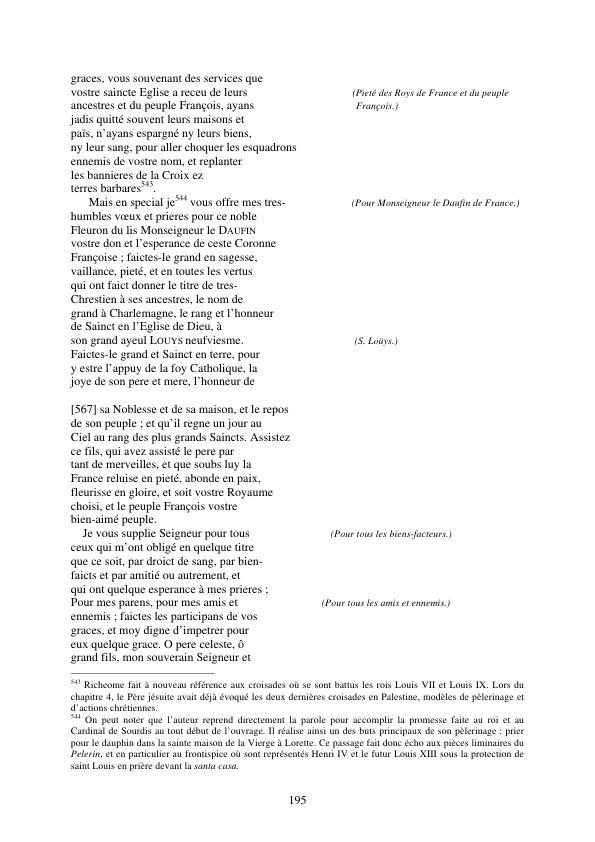 graces, vous souvenant des services que
vostre saincte Eglise a receu de leurs
(Pieté des Roys de France et du peuple
ancestres et du peuple François, ayans
François.)
jadis quitté souvent leurs maisons et
païs, n’ayans espargné ny leurs biens,
ny leur sang, pour aller choquer les esquadrons
ennemis de vostre nom, et replanter
les bannieres de la Croix ez
terres barbares543.
Mais en special je544 vous offre mes tres-
(Pour Monseigneur le Daufin de France.)
humbles vœux et prieres pour ce noble
Fleuron du lis Monseigneur le DAUFIN
vostre don et l’esperance de ceste Coronne
Françoise ; faictes-le grand en sagesse,
vaillance, pieté, et en toutes les vertus
qui ont faict donner le titre de tres-
Chrestien à ses ancestres, le nom de
grand à Charlemagne, le rang et l’honneur
de Sainct en l’Eglise de Dieu, à
son grand ayeul LOUYS neufviesme.
(S. Loüys.)
Faictes-le grand et Sainct en terre, pour
y estre l’appuy de la foy Catholique, la
joye de son pere et mere, l’honneur de
[567] sa Noblesse et de sa maison, et le repos
de son peuple ; et qu’il regne un jour au
Ciel au rang des plus grands Saincts. Assistez
ce fils, qui avez assisté le pere par
tant de merveilles, et que soubs luy la
France reluise en pieté, abonde en paix,
fleurisse en gloire, et soit vostre Royaume
choisi, et le peuple François vostre
bien-aimé peuple.
Je vous supplie Seigneur pour tous
(Pour tous les biens-facteurs.)
ceux qui m’ont obligé en quelque titre
que ce soit, par droict de sang, par bien-
faicts et par amitié ou autrement, et
qui ont quelque esperance à mes prieres ;
Pour mes parens, pour mes amis et
(Pour tous les amis et ennemis.)
ennemis ; faictes les participans de vos
graces, et moy digne d’impetrer pour
eux quelque grace. O pere celeste, ô
grand fils, mon souverain Seigneur et
543 Richeome fait à nouveau référence aux croisades où se sont battus les rois Louis VII et Louis IX. Lors du
chapitre 4, le Père jésuite avait déjà évoqué les deux dernières croisades en Palestine, modèles de pèlerinage et
d’actions chrétiennes.
544 On peut noter que l’auteur reprend directement la parole pour accomplir la promesse faite au roi et au
Cardinal de Sourdis au tout début de l’ouvrage. Il réalise ainsi un des buts principaux de son pèlerinage : prier
pour le dauphin dans la sainte maison de la Vierge à Lorette. Ce passage fait donc écho aux pièces liminaires du
Pelerin, et en particulier au frontispice où sont représentés Henri IV et le futur Louis XIII sous la protection de
saint Louis en prière devant la santa casa.
195